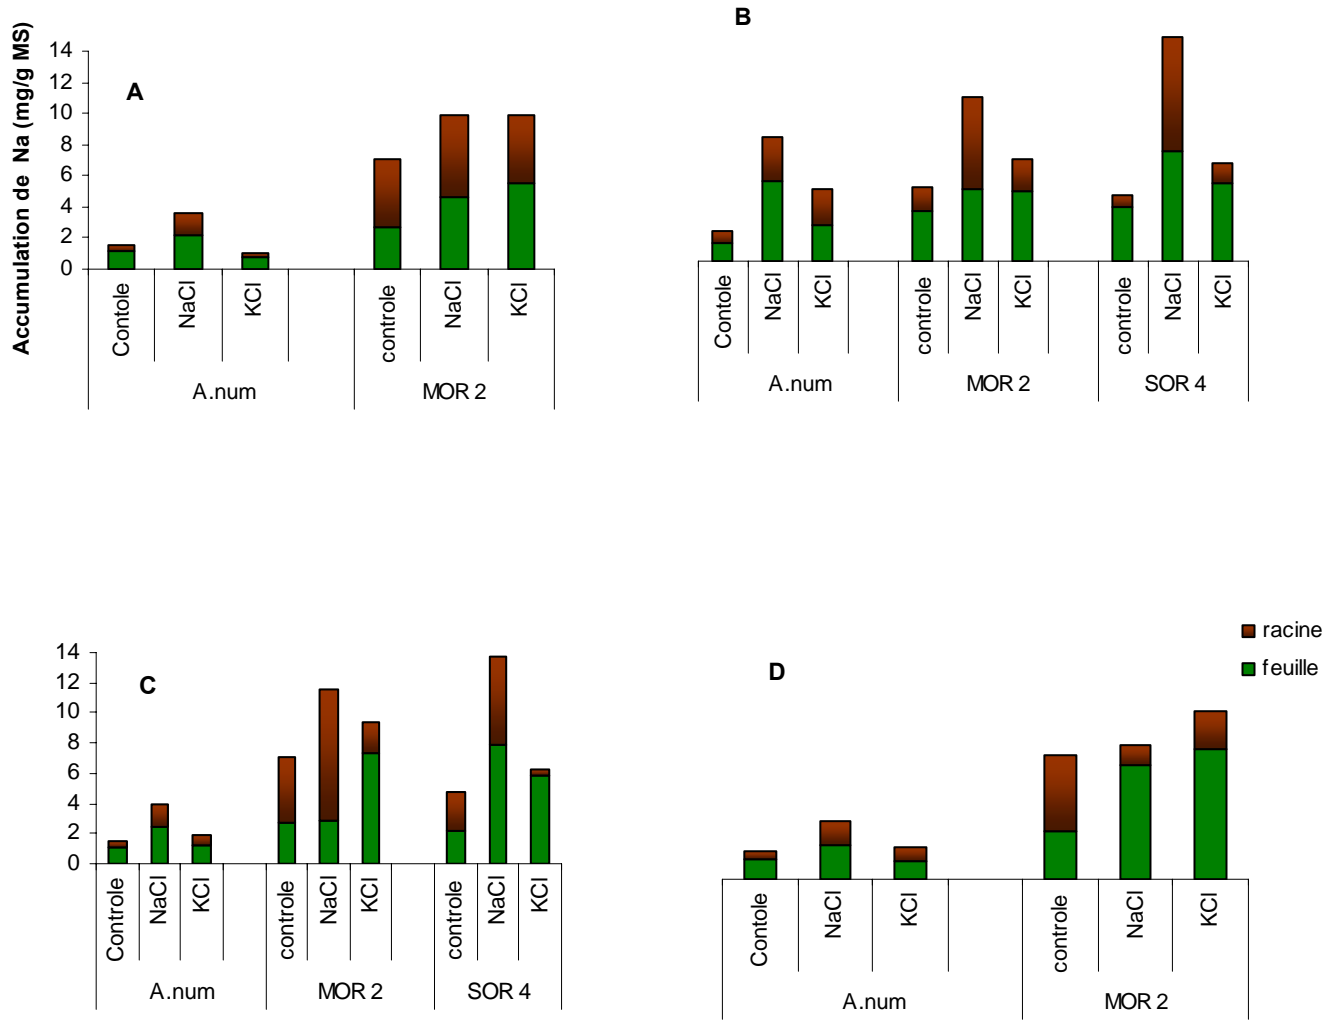 Accumulation de Na (mg/g MS)
A
14
12
10
8
6
4
2
0
Contole NaCl KCl controle NaCl KCl
A.num MOR 2
B
Controle NaCl KCl controle NaCl KCl controle NaCl KCl
A.num MOR 2 SOR 4
C
14
12
10
8
6
4
2
0
Controle NaCl KCl controle NaCl KCl controle NaCl KCl
A.num MOR 2 SOR 4
racine
feuille
D
Contole NaCl KCl controle NaCl KCl
A.num MOR 2